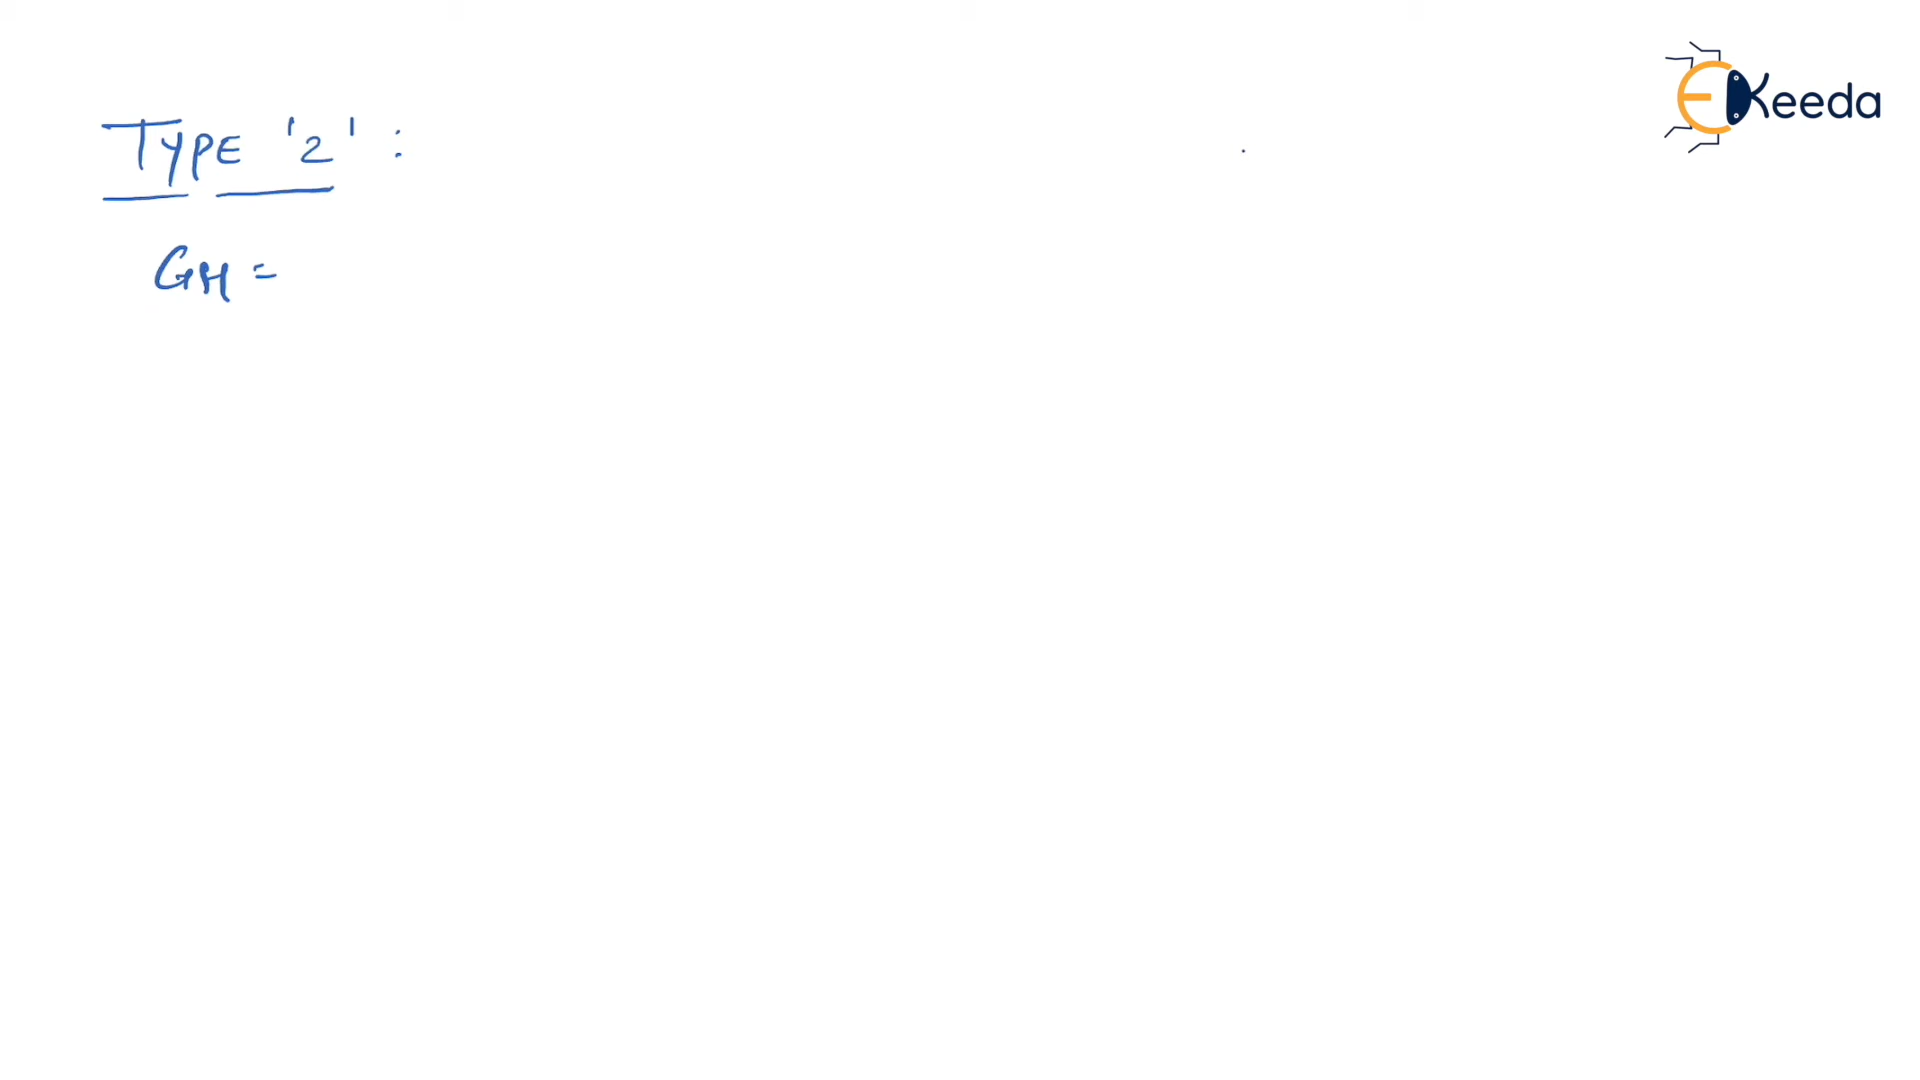 EKeeda
TYPE '2' :
GH =